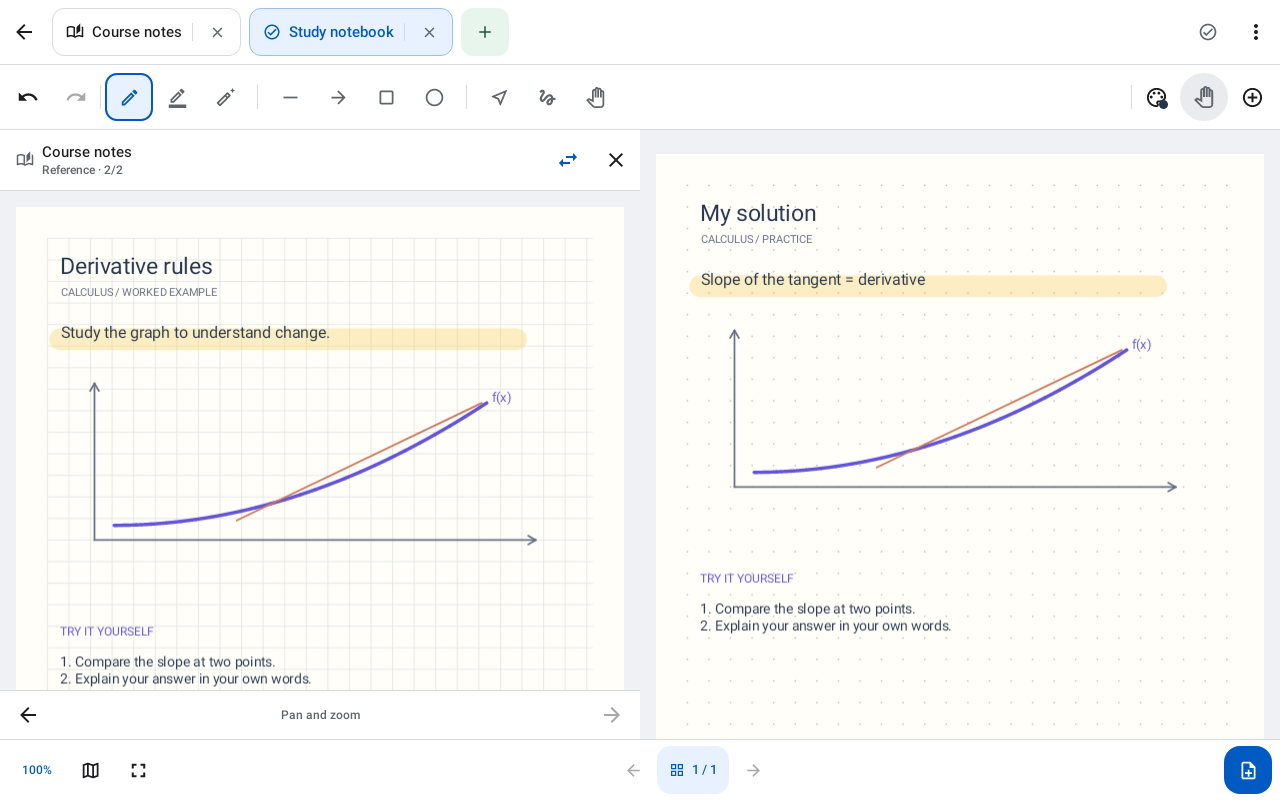 Course notes
Study notebook
Course notes
Reference · 2/2
Derivative rules
CALCULUS / WORKED EXAMPLE
Study the graph to understand change.
f(x)
TRY IT YOURSELF
1. Compare the slope at two points.
2. Explain your answer in your own words.
Pan and zoom
My solution
CALCULUS / PRACTICE
Slope of the tangent = derivative
f(x)
TRY IT YOURSELF
1. Compare the slope at two points.
2. Explain your answer in your own words.
100%
1 / 1